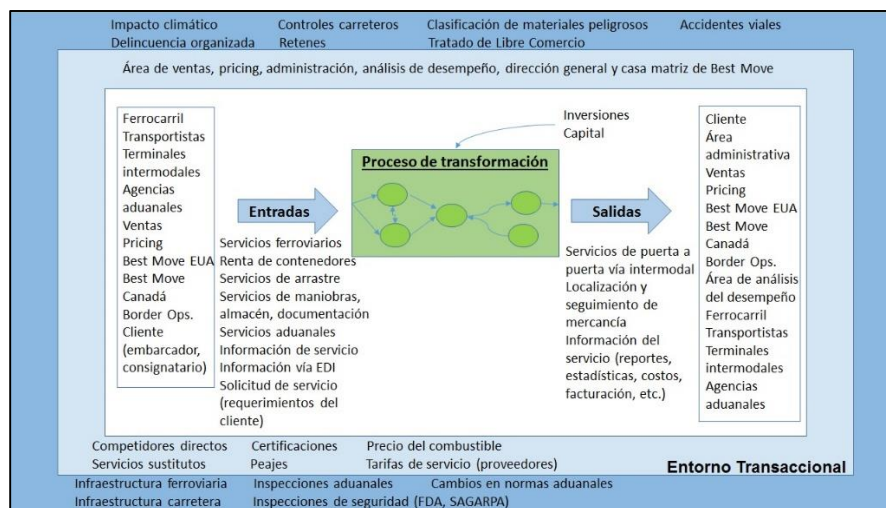 Impacto climático Controles carreteros Clasificación de materiales peligrosos Accidentes viales
Delincuencia organizada Retenes Tratado de Libre Comercio
Área de ventas, pricing, administración, análisis de desempeño, dirección general y casa matriz de Best Move
Ferrocarril
Transportistas
Terminales
intermodales
Agencias
aduanales
Ventas
Pricing
Best Move EUA
Best Move
Canadá
Border Ops.
Cliente
(embarcador,
consignatario)
Entradas
Servicios ferroviarios
Renta de contenedores
Servicios de arrastre
Servicios de maniobras,
almacén, documentación
Servicios aduanales
Información de servicio
Información vía EDI
Solicitud de servicio
(requerimientos del
cliente)
Inversiones
Capital
Proceso de transformación
Salidas
Servicios de puerta a
puerta vía intermodal
Localización y
seguimiento de
mercancía
Información del
servicio (reportes,
estadísticas, costos,
facturación, etc.)
Cliente
Área
administrativa
Ventas
Pricing
Best Move EUA
Best Move
Canadá
Border Ops.
Área de análisis
del desempeño
Ferrocarril
Transportistas
Terminales
intermodales
Agencias
aduanales
Competidores directos Certificaciones Precio del combustible
Servicios sustitutos Peajes Tarifas de servicio (proveedores)
Entorno Transaccional
Infraestructura ferroviaria Inspecciones aduanales Cambios en normas aduanales
Infraestructura carretera Inspecciones de seguridad (FDA, SAGARPA)